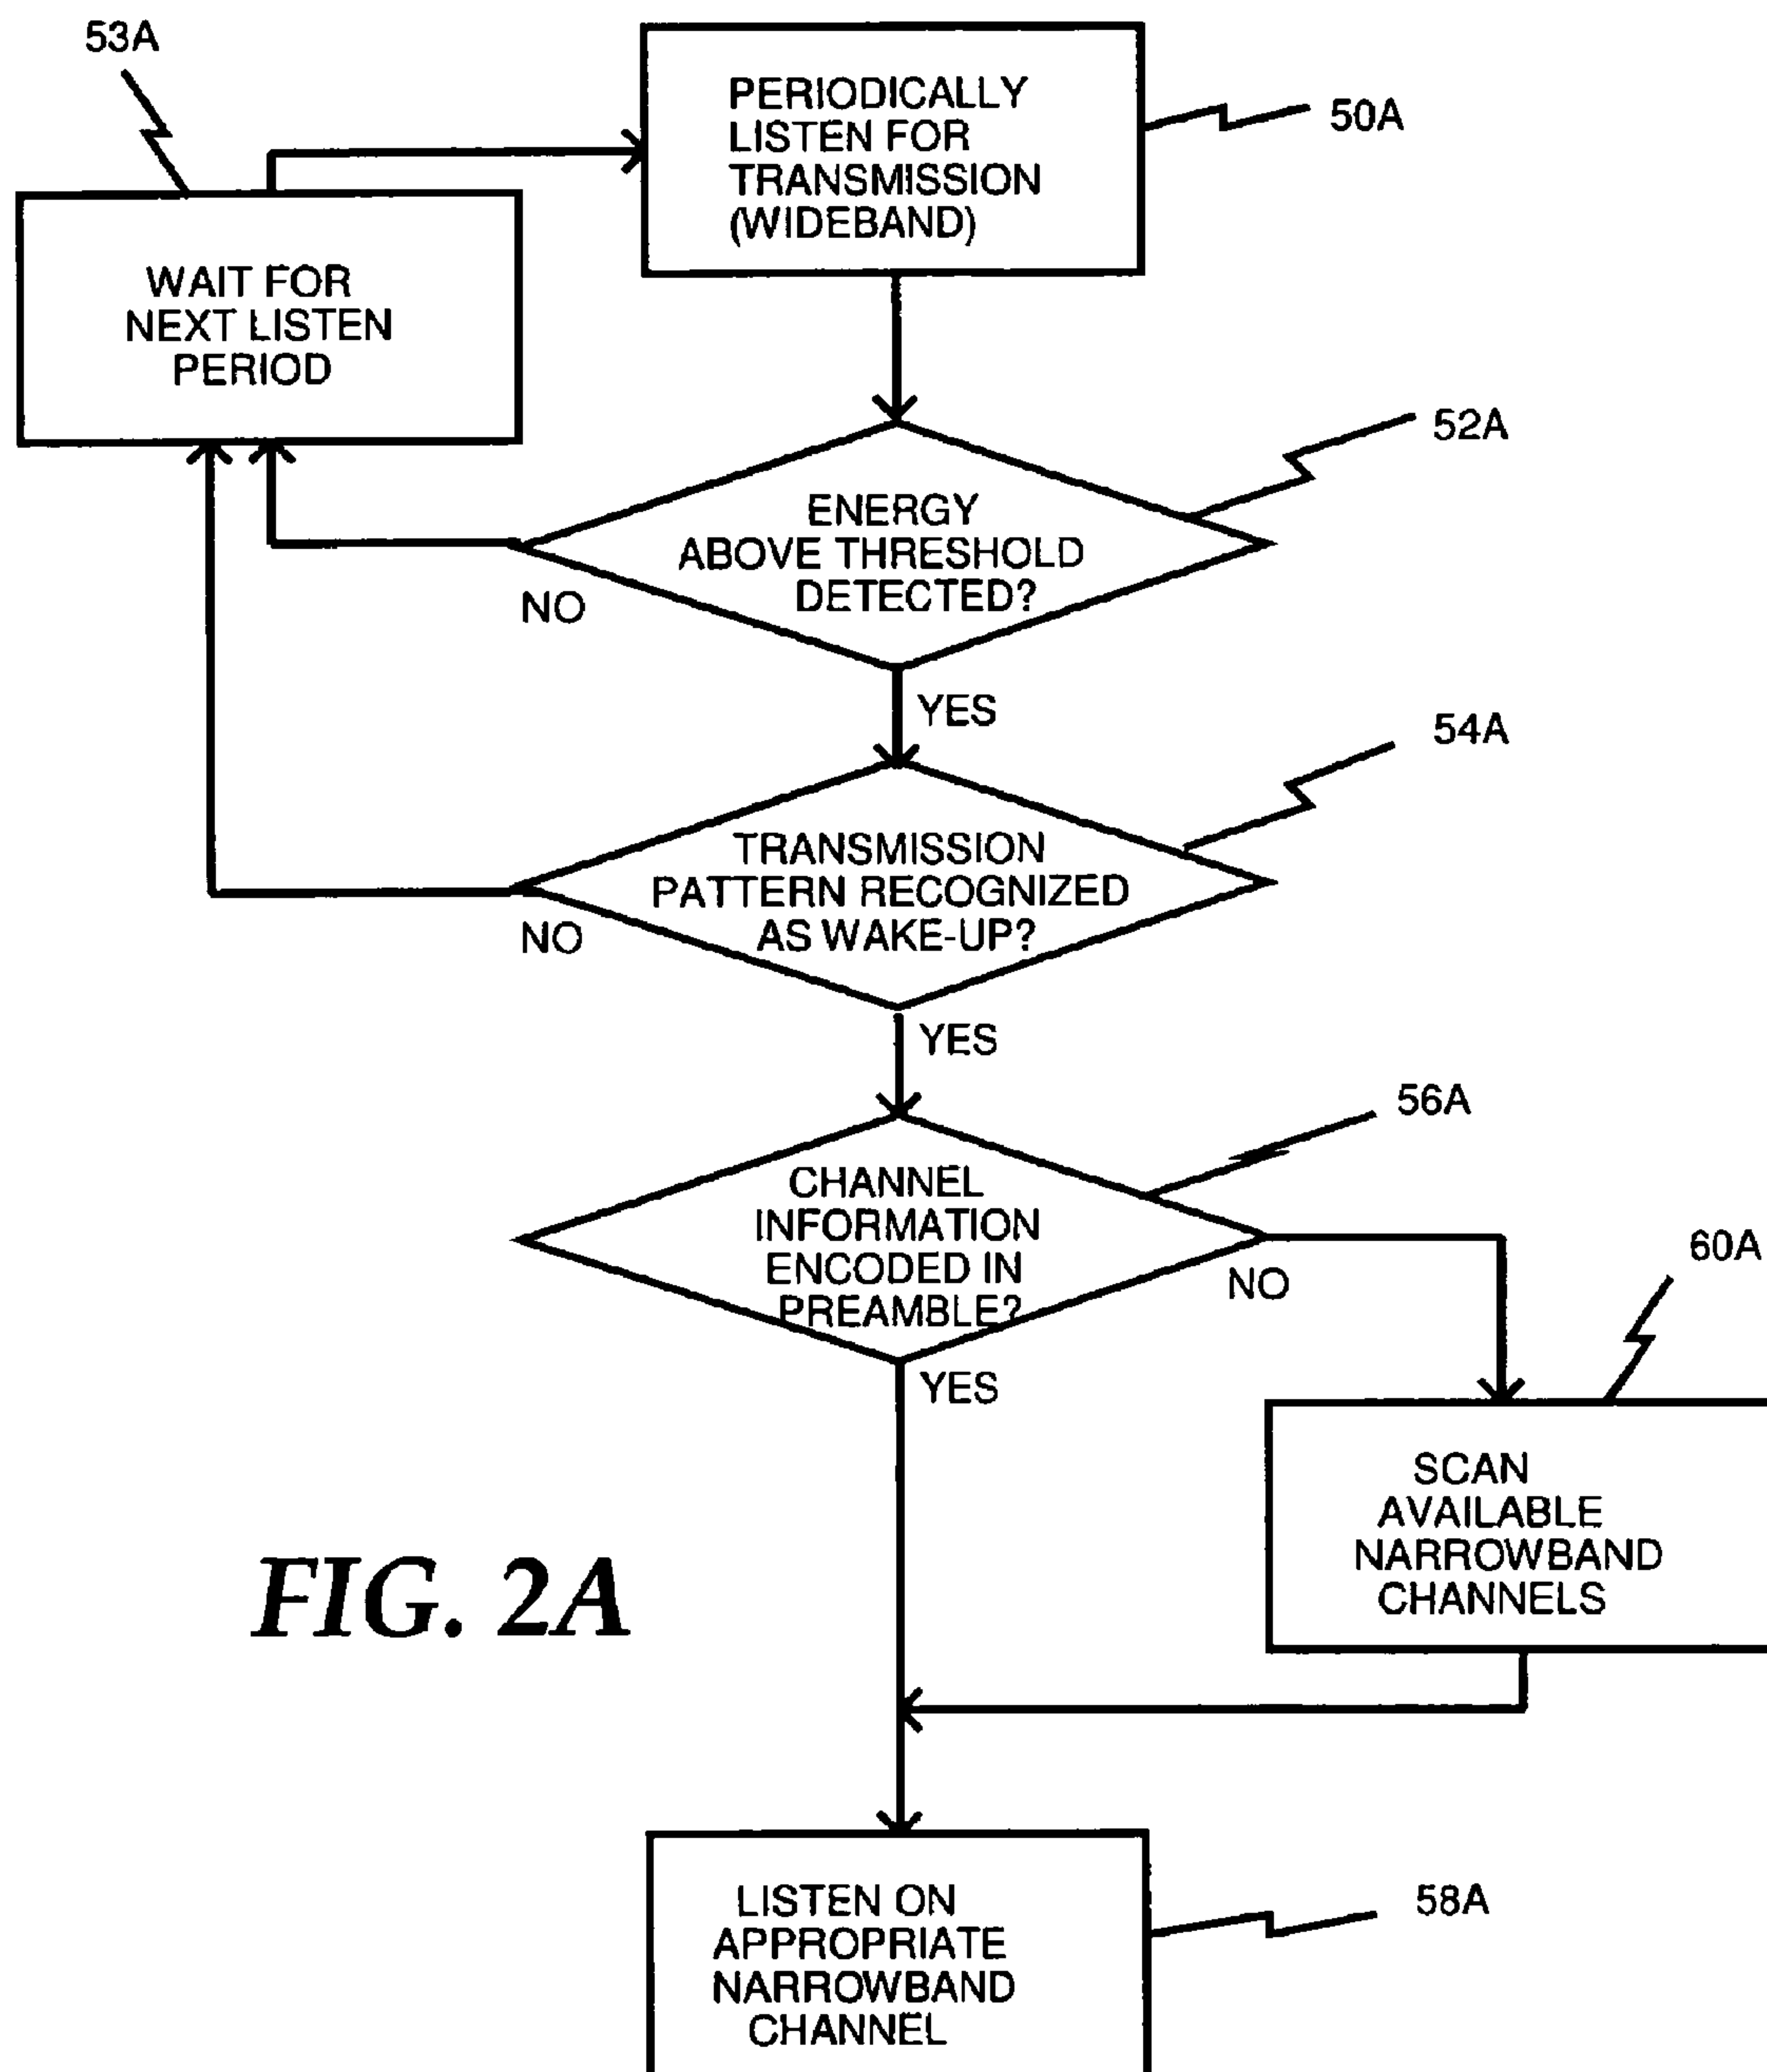 53A
PERIODICALLY
LISTEN FOR
TRANSMISSION
(WIDEBAND)
50A
WAIT FOR
NEXT LISTEN
PERIOD
52A
ENERGY
ABOVE THRESHOLD
DETECTED?
NO
YES
54A
TRANSMISSION
PATTERN RECOGNIZED
AS WAKE-UP?
NO
YES
56A
CHANNEL
INFORMATION
ENCODED IN
PREAMBLE?
NO
YES
60A
SCAN
AVAILABLE
NARROWBAND
CHANNELS
FIG. 2A
LISTEN ON
APPROPRIATE
NARROWBAND
CHANNEL
58A